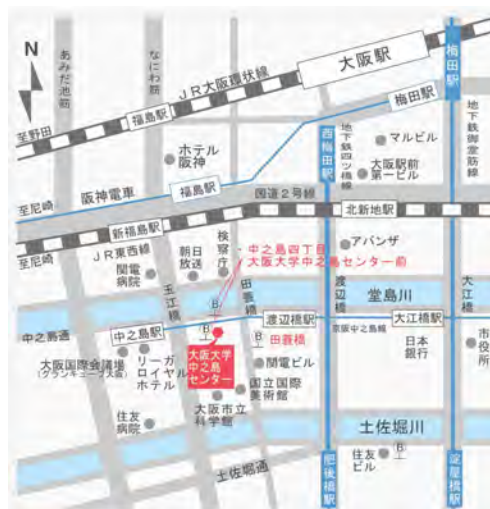 N
あみだ池筋
なにわ筋
JR大阪環状線
大阪駅
梅田駅
至野田
福島駅
梅田駅
ホテル
阪神
西梅田駅
地下鉄四ツ橋線
マルビル
大阪駅前
第一ビル
地下鉄御堂筋線
至尼崎
阪神電車
福島駅
国道2号線
新福島駅
北新地駅
至尼崎
JR東西線
関電
病院
玉江橋
朝日
放送
検察庁
中之島四丁目
大阪大学中之島センター前
田蓑橋
アバンザ
渡辺橋
堂島川
大江橋
中之島通
中之島駅
B
B
渡辺橋駅
京阪中之島線
大江橋駅
田蓑橋
B
大阪国際会議場
(グランキューブ大阪)
リーガ
ロイヤル
ホテル
大阪大学
中之島
センター
関電ビル
日本
銀行
市役所
国立国際
美術館
大阪市立
科学館
住友
病院
土佐堀川
土佐堀通
肥後橋駅
B
住友
ビル
淀屋橋駅